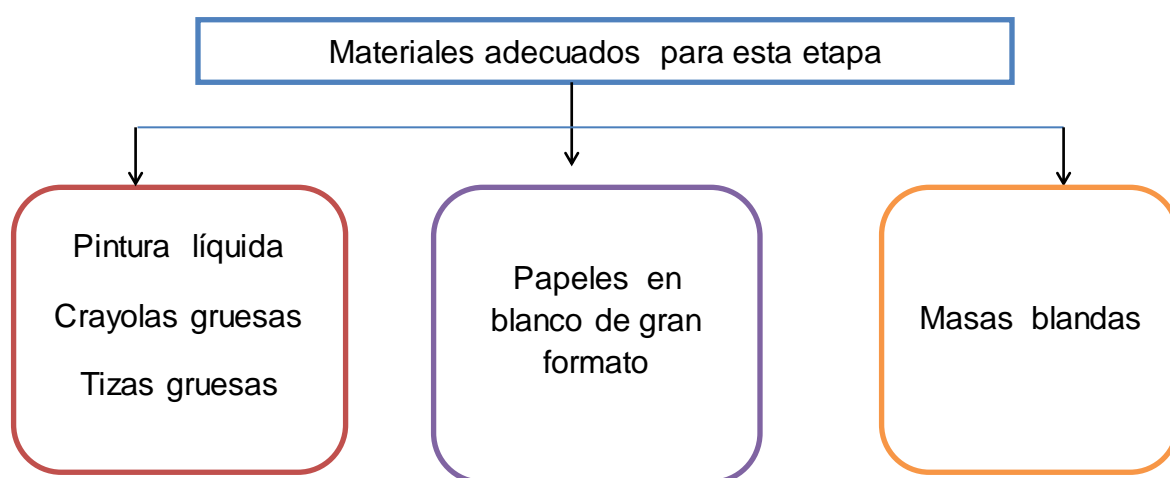 Materiales adecuados para esta etapa
Pintura líquida
Crayolas gruesas
Tizas gruesas
Papeles en
blanco de gran
formato
Masas blandas